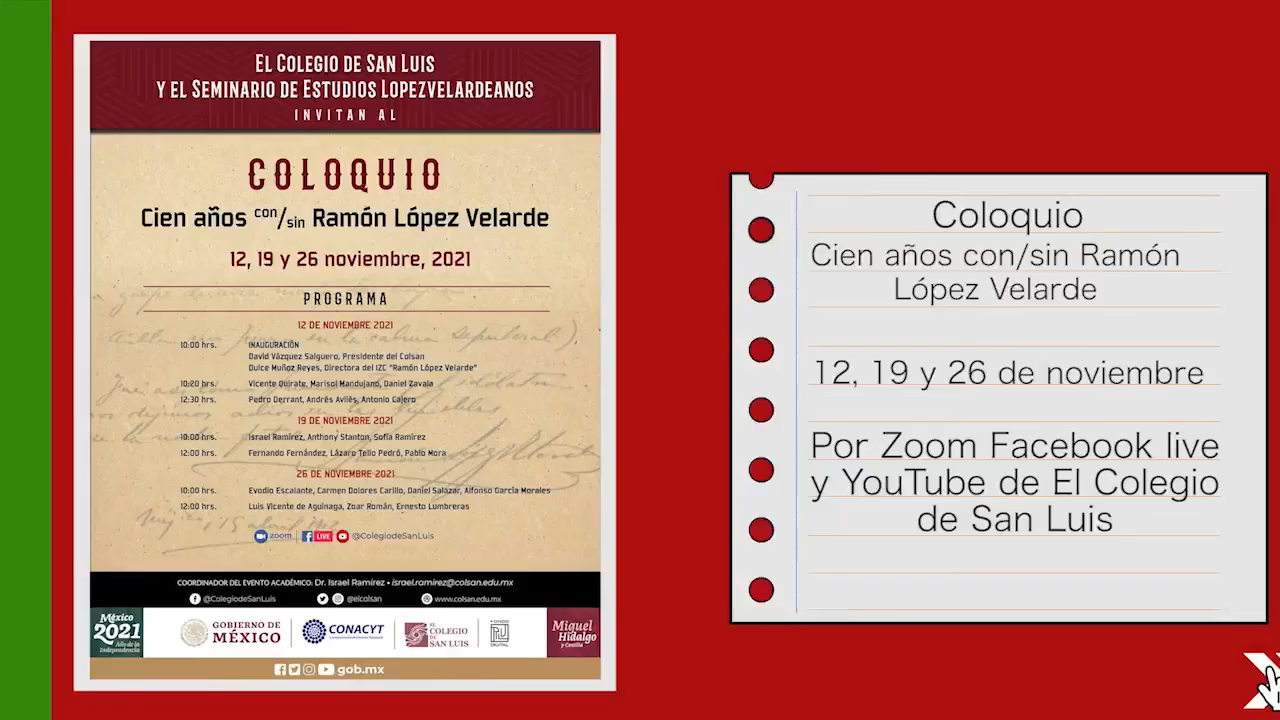 EL COLEGIO DE SAN LUIS
Y EL SEMINARIO DE ESTUDIOS LOPEZVELARDEANOS
INVITAN AL
COLOQUIO
Cien años con/sin Ramón López Velarde
12, 19 y 26 noviembre, 2021
PROGRAMA
12 DE NOVIEMBRE 2021
10:00 hrs. INAUGURACIÓN
David Vázquez Salguero, Presidente del Colsan
Dulce Muñoz Reyes, Directora del IZC "Ramón López Velarde"
10:20 hrs. Vicente Quirate, Marisol Mandujano, Daniel Zavala
12:30 hrs. Pedro Derrant, Andrés Avilés, Antonio Cajero
19 DE NOVIEMBRE 2021
10:00 hrs. Israel Ramírez, Anthony Stanton, Sofía Ramírez
12:00 hrs. Fernando Fernández, Lázaro Tello Pedró, Pablo Mora
26 DE NOVIEMBRE 2021
10:00 hrs. Evodio Escalante, Carmen Dolores Carillo, Daniel Salazar, Alfonso García Morales
12:00 hrs. Luis Vicente de Aguinaga, Zoar Román, Ernesto Lumbreras
zoom LIVE @ColegiodeSanLuis
COORDINADOR DEL EVENTO ACADÉMICO: Dr. Israel Ramírez • israel.ramirez@colsan.edu.mx
@ColegiodeSanLuis @elcolsan www.colsan.edu.mx
México 2021 Año de la Independencia
GOBIERNO DE MÉXICO
CONACYT
EL COLEGIO DE SAN LUIS
Miguel Hidalgo y Costilla
gob.mx
Coloquio
Cien años con/sin Ramón
López Velarde
12, 19 y 26 de noviembre
Por Zoom Facebook live
y YouTube de El Colegio
de San Luis